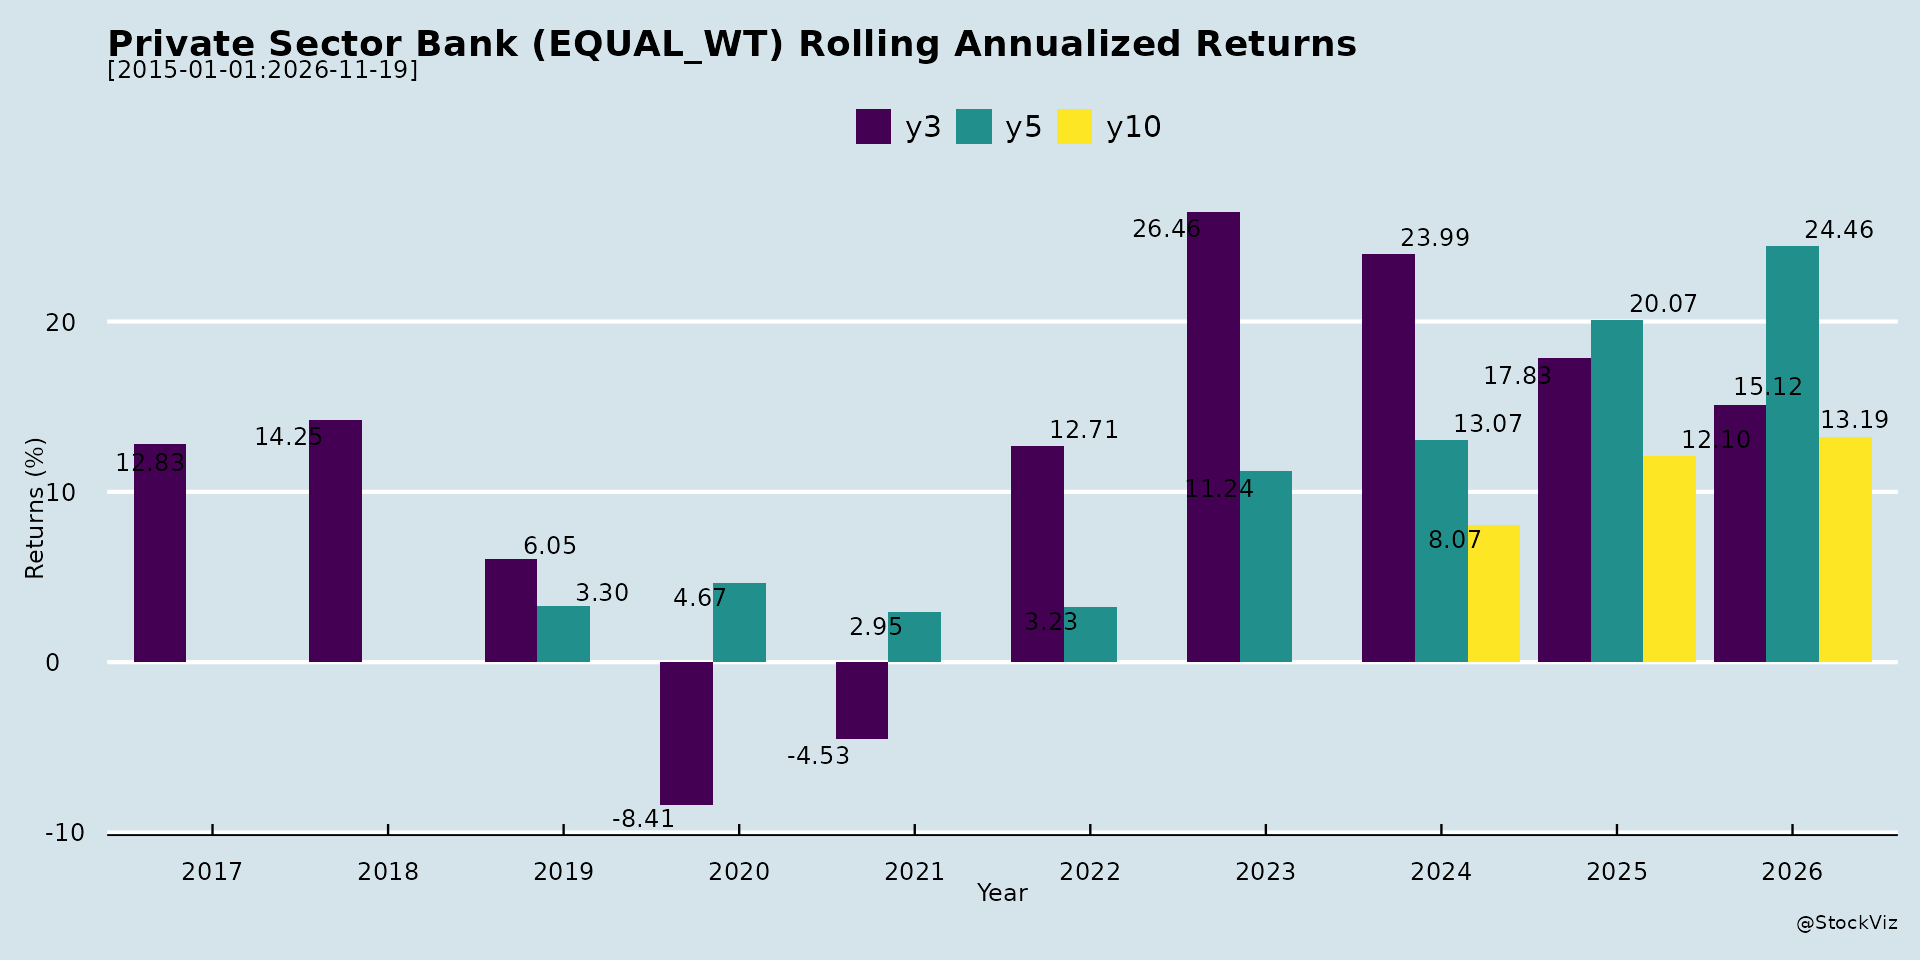 Private Sector Bank (EQUAL_WT) Rolling Annualized Returns
[2015-01-01:2026-11-19]
y3 y5 y10
26.46 23.99 24.46
20 20.07
17.83 15.12
14.25 12.83 12.71 13.07 12.10 13.19
10 11.24
8.07
6.05 3.30 4.67 2.95 3.23
0
-4.53
-8.41
-10
Returns (%)
2017 2018 2019 2020 2021 2022 2023 2024 2025 2026
Year
@StockViz